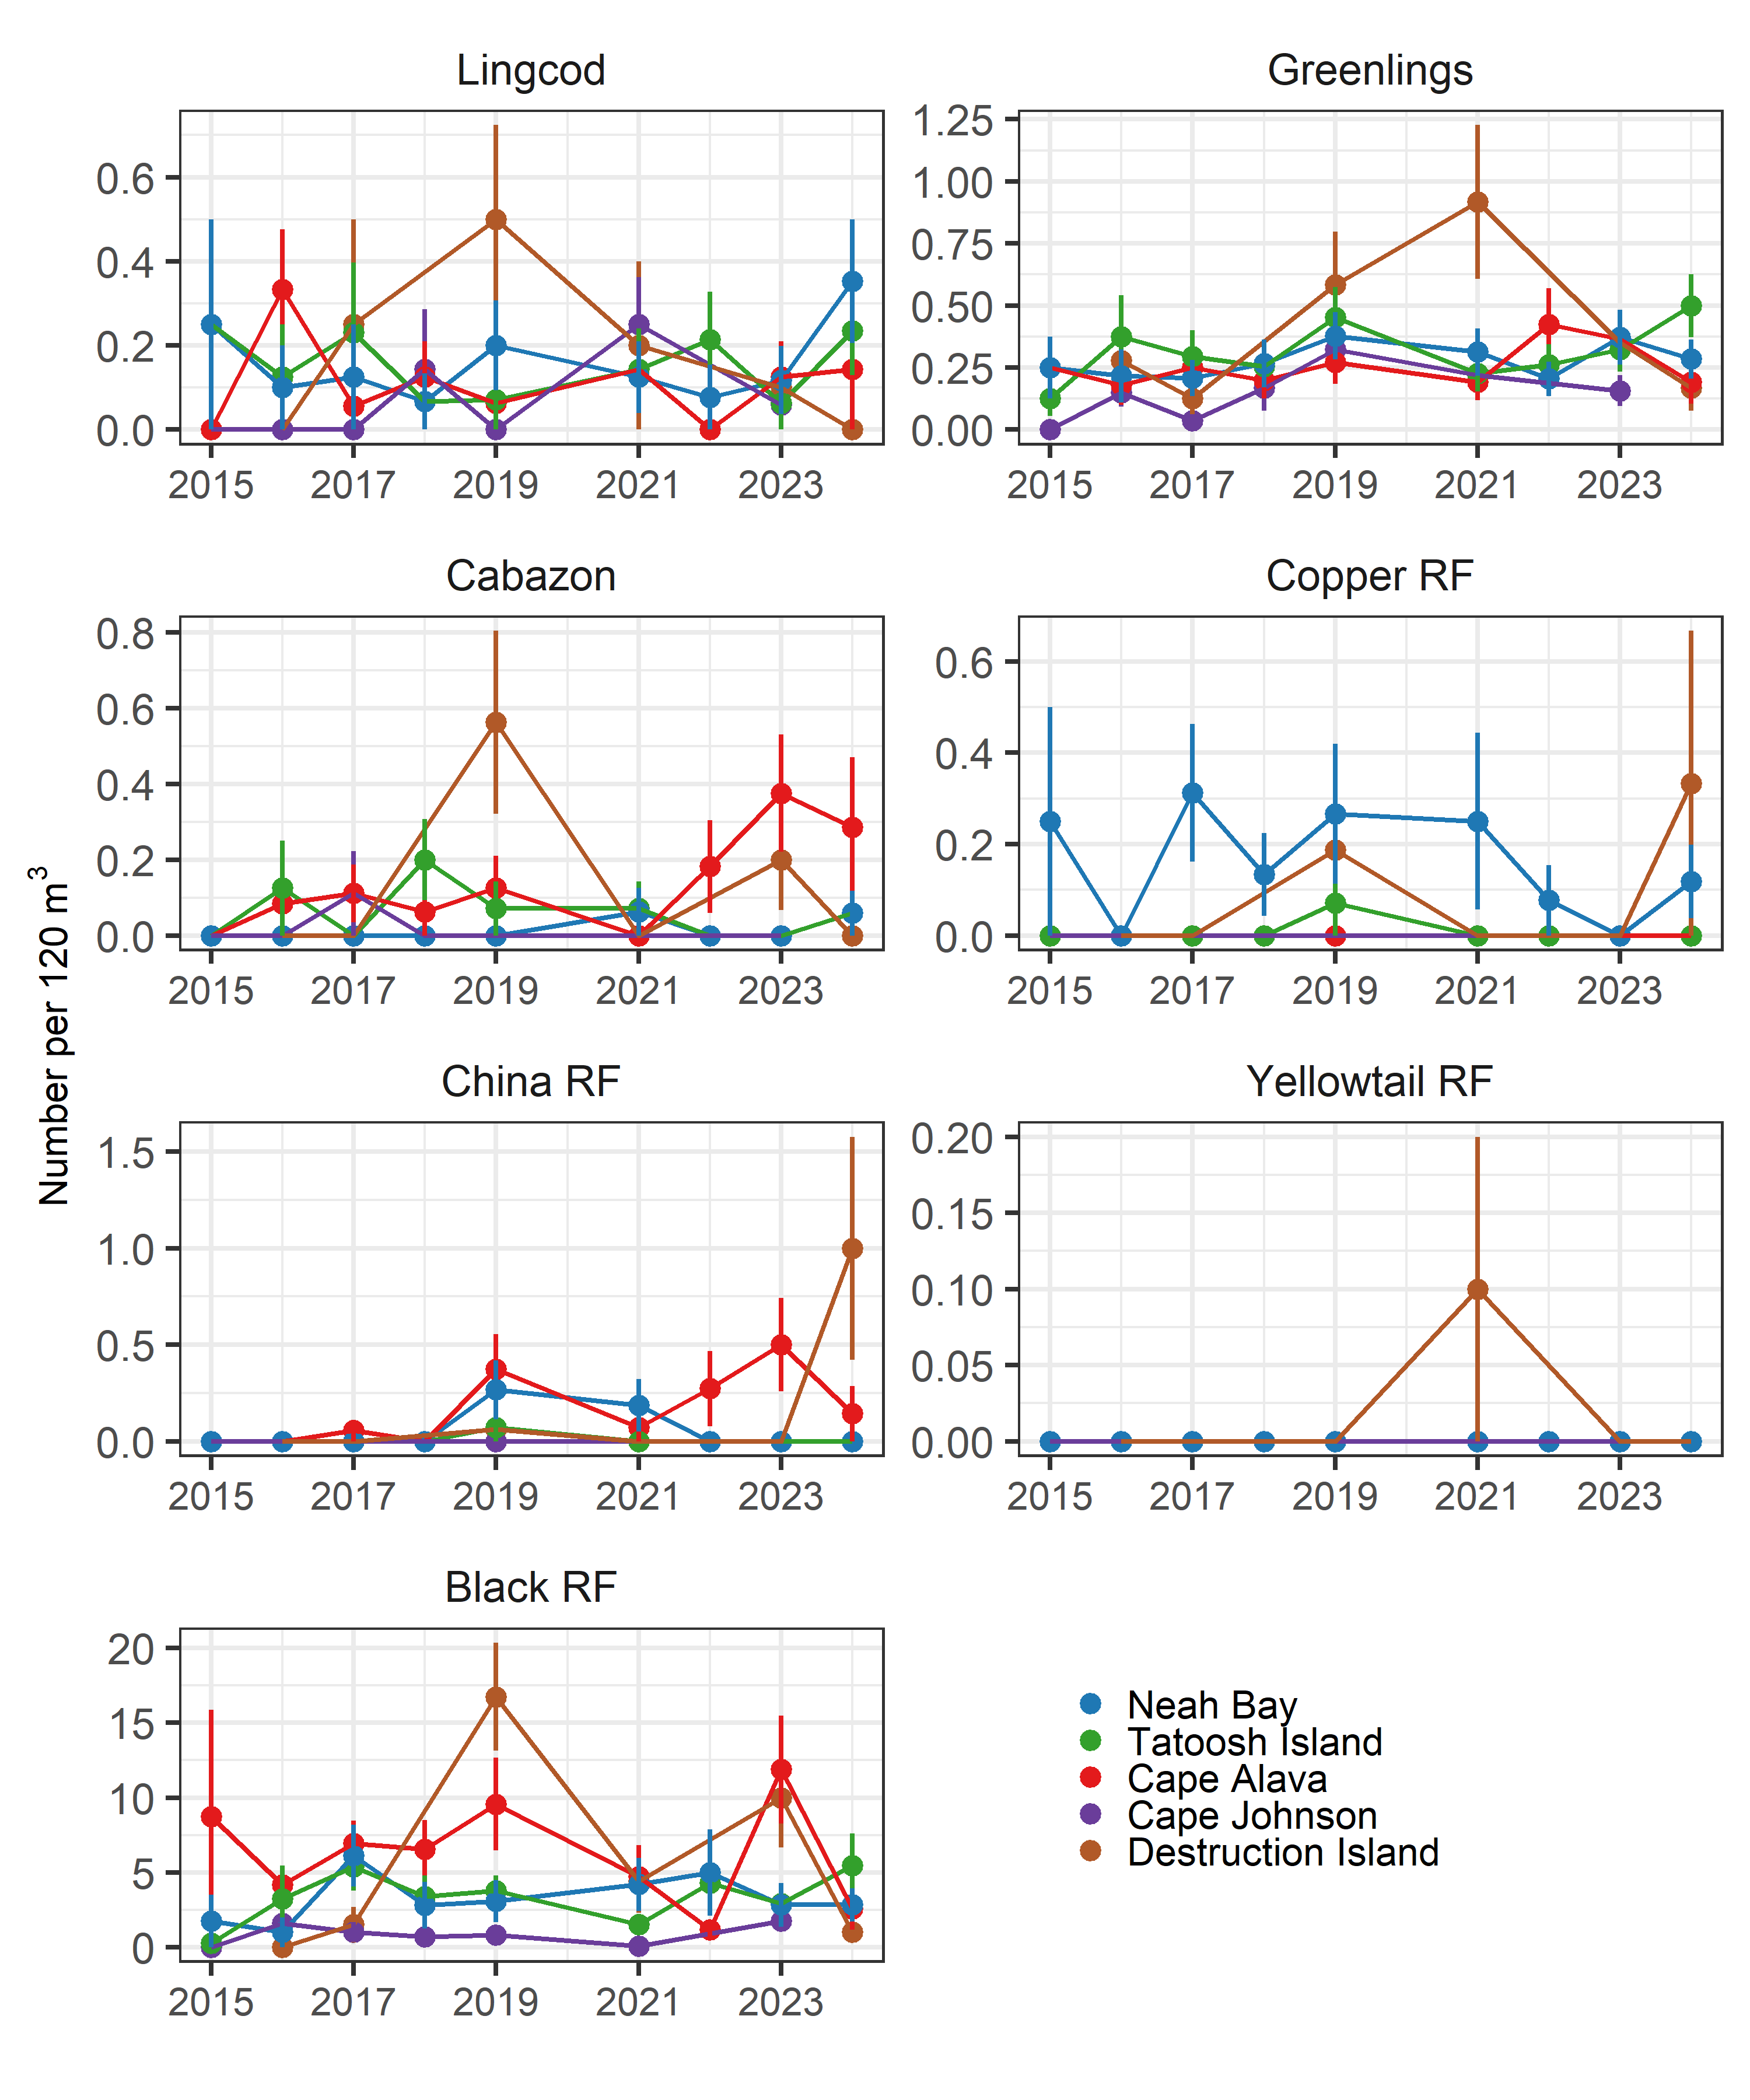 Lingcod
Greenlings
0.6
0.4
0.2
0.0
2015 2017 2019 2021 2023
1.25
1.00
0.75
0.50
0.25
0.00
2015 2017 2019 2021 2023
Cabazon
Copper RF
0.8
0.6
0.4
0.2
0.0
2015 2017 2019 2021 2023
0.6
0.4
0.2
0.0
2015 2017 2019 2021 2023
Number per 120 m³
China RF
Yellowtail RF
1.5
1.0
0.5
0.0
2015 2017 2019 2021 2023
0.20
0.15
0.10
0.05
0.00
2015 2017 2019 2021 2023
Black RF
20
15
10
5
0
2015 2017 2019 2021 2023
Neah Bay
Tatoosh Island
Cape Alava
Cape Johnson
Destruction Island